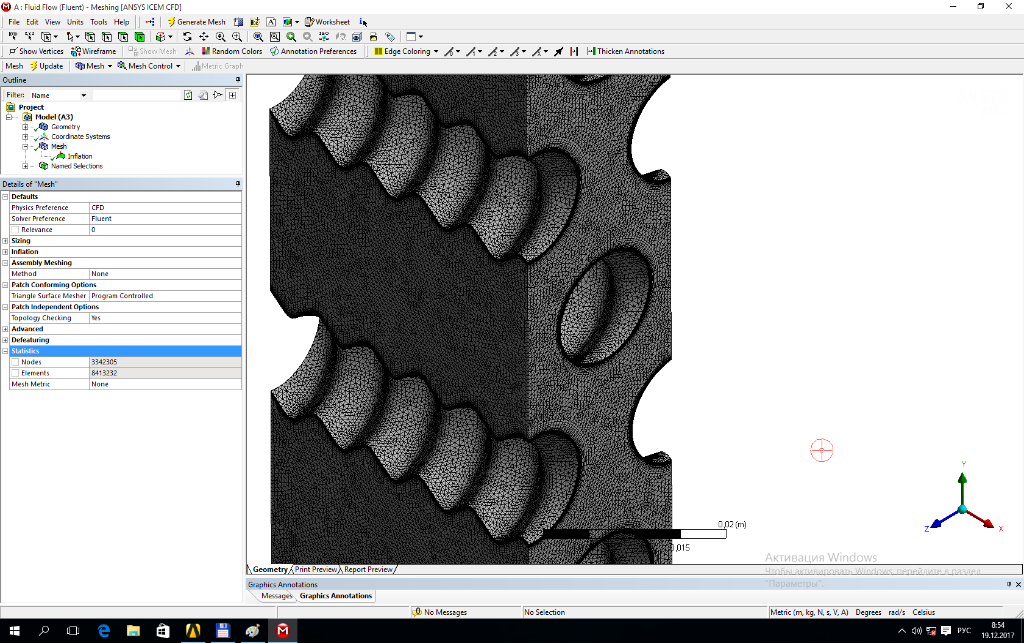 A : Fluid Flow (Fluent) - Meshing [ANSYS ICEM CFD]
File Edit View Units Tools Help Generate Mesh Worksheet
Show Vertices Wireframe Show Mesh Random Colors Annotation Preferences Edge Coloring Thicken Annotations
Mesh Update Mesh Mesh Control Metric Graph
Outline
Filter: Name
Project
Model (A3)
Geometry
Coordinate Systems
Mesh
Inflation
Named Selections
Details of "Mesh"
Defaults
Physics Preference CFD
Solver Preference Fluent
Relevance 0
Sizing
Inflation
Assembly Meshing
Method None
Patch Conforming Options
Triangle Surface Mesher Program Controlled
Patch Independent Options
Topology Checking Yes
Advanced
Defeaturing
Statistics
Nodes 3342305
Elements 8413232
Mesh Metric None
0,02 (m)
0,015
Y
Z X
Активация Windows
Чтобы активировать Windows, перейдите в раздел
"Параметры".
Geometry Print Preview Report Preview
Graphics Annotations
Messages Graphics Annotations
No Messages No Selection Metric (m, kg, N, s, V, A) Degrees rad/s Celsius
РУС 8:54
19.12.2017